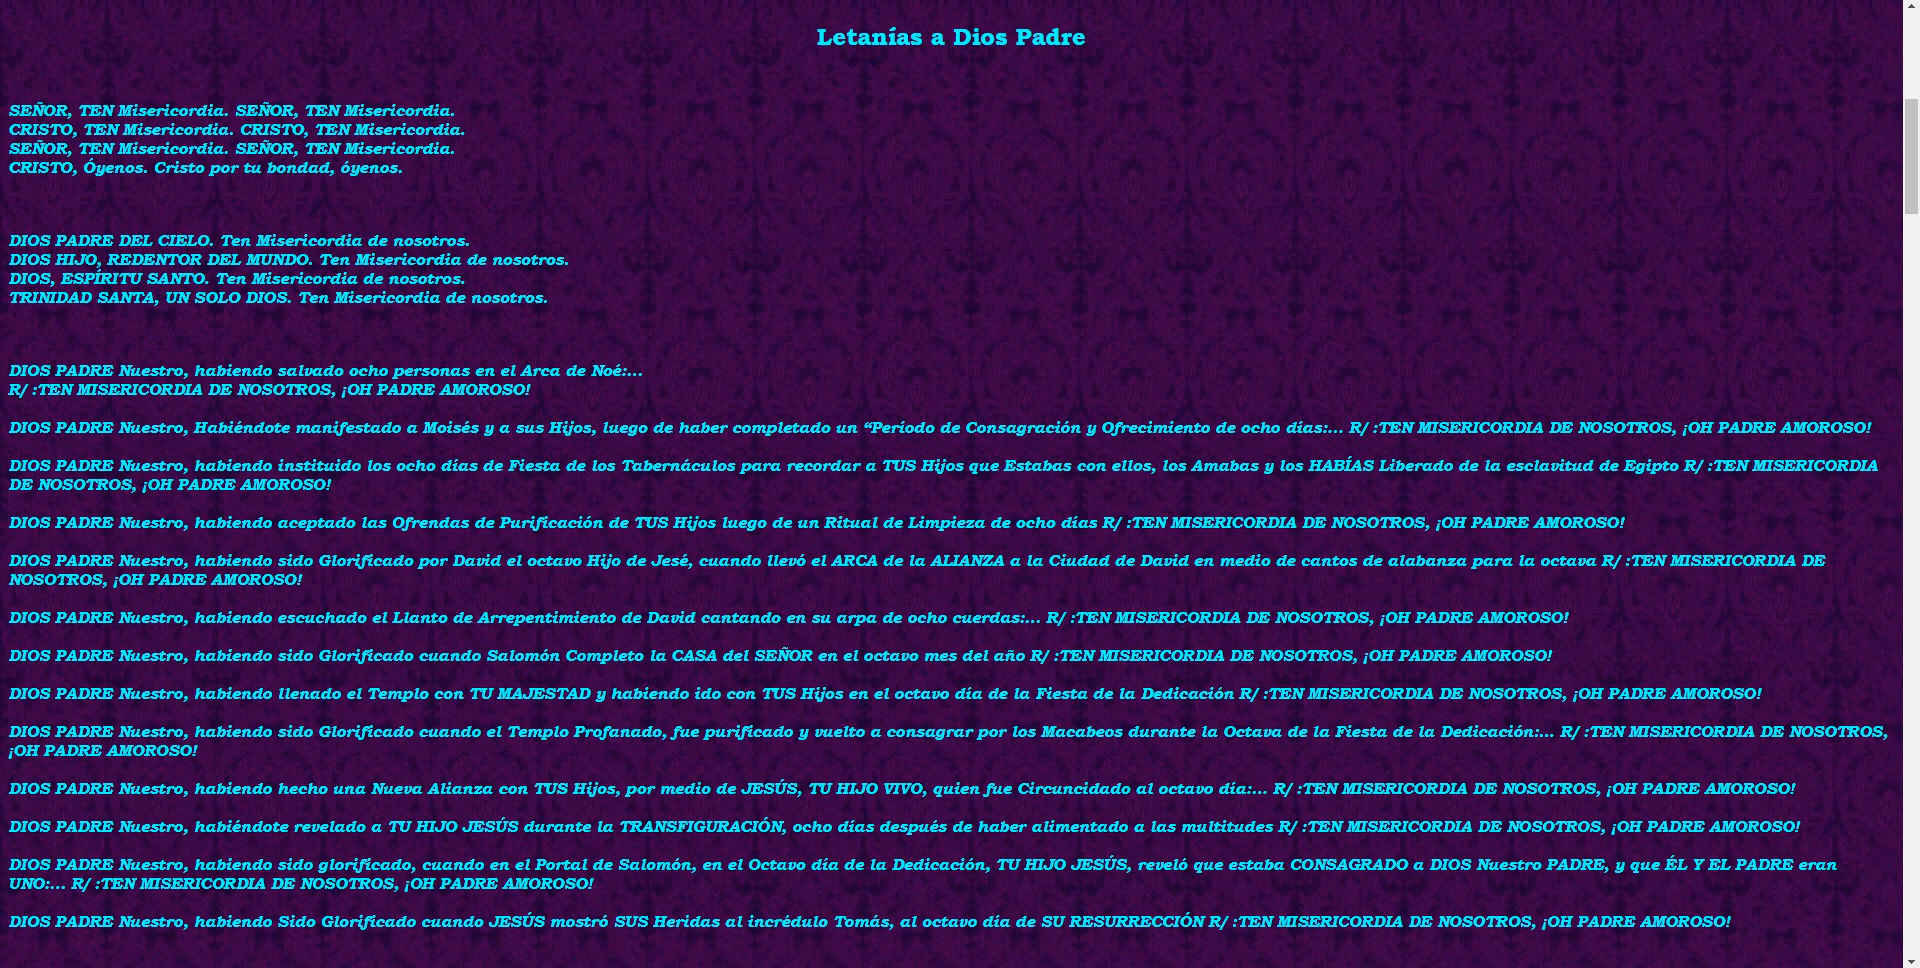 Letanías a Dios Padre
SEÑOR, TEN Misericordia. SEÑOR, TEN Misericordia.
CRISTO, TEN Misericordia. CRISTO, TEN Misericordia.
SEÑOR, TEN Misericordia. SEÑOR, TEN Misericordia.
CRISTO, Óyenos. Cristo por tu bondad, óyenos.
DIOS PADRE DEL CIELO. Ten Misericordia de nosotros.
DIOS HIJO, REDENTOR DEL MUNDO. Ten Misericordia de nosotros.
DIOS, ESPÍRITU SANTO. Ten Misericordia de nosotros.
TRINIDAD SANTA, UN SOLO DIOS. Ten Misericordia de nosotros.
DIOS PADRE Nuestro, habiendo salvado ocho personas en el Arca de Noé:...
R/ :TEN MISERICORDIA DE NOSOTROS, ¡OH PADRE AMOROSO!
DIOS PADRE Nuestro, Habiéndote manifestado a Moisés y a sus Hijos, luego de haber completado un “Período de Consagración y Ofrecimiento de ocho días:... R/ :TEN MISERICORDIA DE NOSOTROS, ¡OH PADRE AMOROSO!
DIOS PADRE Nuestro, habiendo instituido los ocho días de Fiesta de los Tabernáculos para recordar a TUS Hijos que Estabas con ellos, los Amabas y los HABÍAS Liberado de la esclavitud de Egipto R/ :TEN MISERICORDIA
DE NOSOTROS, ¡OH PADRE AMOROSO!
DIOS PADRE Nuestro, habiendo aceptado las Ofrendas de Purificación de TUS Hijos luego de un Ritual de Limpieza de ocho días R/ :TEN MISERICORDIA DE NOSOTROS, ¡OH PADRE AMOROSO!
DIOS PADRE Nuestro, habiendo sido Glorificado por David el octavo Hijo de Jesé, cuando llevó el ARCA de la ALIANZA a la Ciudad de David en medio de cantos de alabanza para la octava R/ :TEN MISERICORDIA DE
NOSOTROS, ¡OH PADRE AMOROSO!
DIOS PADRE Nuestro, habiendo escuchado el Llanto de Arrepentimiento de David cantando en su arpa de ocho cuerdas:... R/ :TEN MISERICORDIA DE NOSOTROS, ¡OH PADRE AMOROSO!
DIOS PADRE Nuestro, habiendo sido Glorificado cuando Salomón Completo la CASA del SEÑOR en el octavo mes del año R/ :TEN MISERICORDIA DE NOSOTROS, ¡OH PADRE AMOROSO!
DIOS PADRE Nuestro, habiendo llenado el Templo con TU MAJESTAD y habiendo ido con TUS Hijos en el octavo día de la Fiesta de la Dedicación R/ :TEN MISERICORDIA DE NOSOTROS, ¡OH PADRE AMOROSO!
DIOS PADRE Nuestro, habiendo sido Glorificado cuando el Templo Profanado, fue purificado y vuelto a consagrar por los Macabeos durante la Octava de la Fiesta de la Dedicación:... R/ :TEN MISERICORDIA DE NOSOTROS,
¡OH PADRE AMOROSO!
DIOS PADRE Nuestro, habiendo hecho una Nueva Alianza con TUS Hijos, por medio de JESÚS, TU HIJO VIVO, quien fue Circuncidado al octavo día:... R/ :TEN MISERICORDIA DE NOSOTROS, ¡OH PADRE AMOROSO!
DIOS PADRE Nuestro, habiéndote revelado a TU HIJO JESÚS durante la TRANSFIGURACIÓN, ocho días después de haber alimentado a las multitudes R/ :TEN MISERICORDIA DE NOSOTROS, ¡OH PADRE AMOROSO!
DIOS PADRE Nuestro, habiendo sido glorificado, cuando en el Portal de Salomón, en el Octavo día de la Dedicación, TU HIJO JESÚS, reveló que estaba CONSAGRADO a DIOS Nuestro PADRE, y que ÉL Y EL PADRE eran
UNO:... R/ :TEN MISERICORDIA DE NOSOTROS, ¡OH PADRE AMOROSO!
DIOS PADRE Nuestro, habiendo Sido Glorificado cuando JESÚS mostró SUS Heridas al incrédulo Tomás, al octavo día de SU RESURRECCIÓN R/ :TEN MISERICORDIA DE NOSOTROS, ¡OH PADRE AMOROSO!